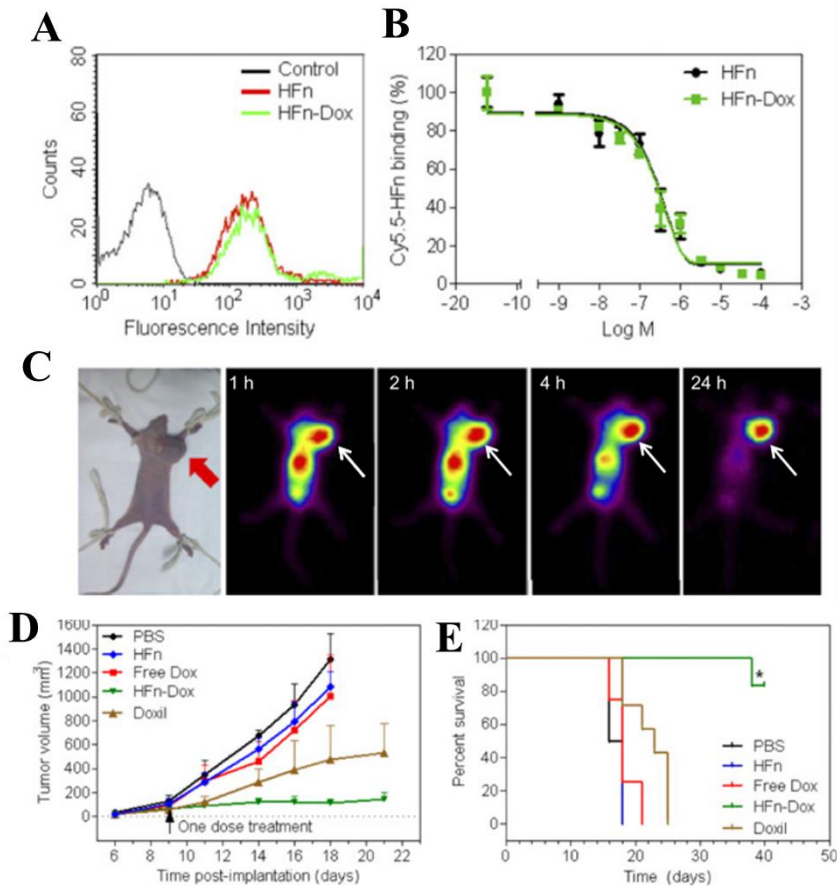 A
80
60
40
20
0
Counts
Control
HFn
HFn-Dox
10^0 10^1 10^2 10^3 10^4
Fluorescence Intensity
B
120
100
80
60
40
20
0
Cy5.5-HFn binding (%)
HFn
HFn-Dox
-20 -10 -9 -8 -7 -6 -5 -4 -3
Log M
C
1 h
2 h
4 h
24 h
D
1600
1400
1200
1000
800
600
400
200
0
Tumor volume (mm³)
PBS
HFn
Free Dox
HFn-Dox
Doxil
One dose treatment
6 8 10 12 14 16 18 20 22
Time post-implantation (days)
E
120
100
80
60
40
20
0
Percent survival
*
PBS
HFn
Free Dox
HFn-Dox
Doxil
0 10 20 30 40 50
Time (days)